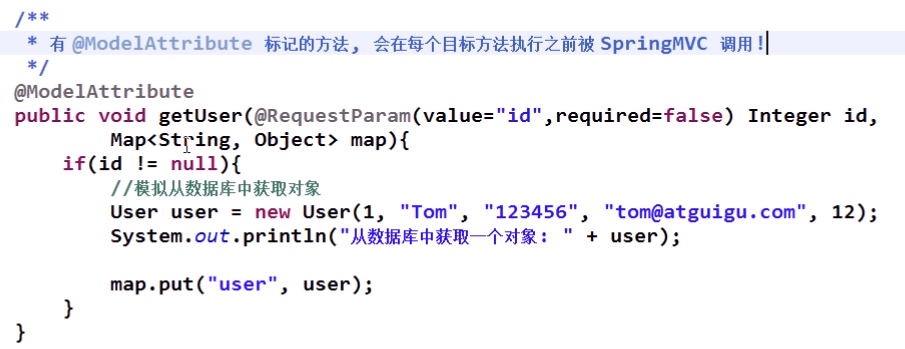 /**
 * 有 @ModelAttribute 标记的方法, 会在每个目标方法执行之前被 SpringMVC 调用!
 */
@ModelAttribute
public void getUser(@RequestParam(value="id",required=false) Integer id,
        Map<String, Object> map){
    if(id != null){
        //模拟从数据库中获取对象
        User user = new User(1, "Tom", "123456", "tom@atguigu.com", 12);
        System.out.println("从数据库中获取一个对象: " + user);
        map.put("user", user);
    }
}